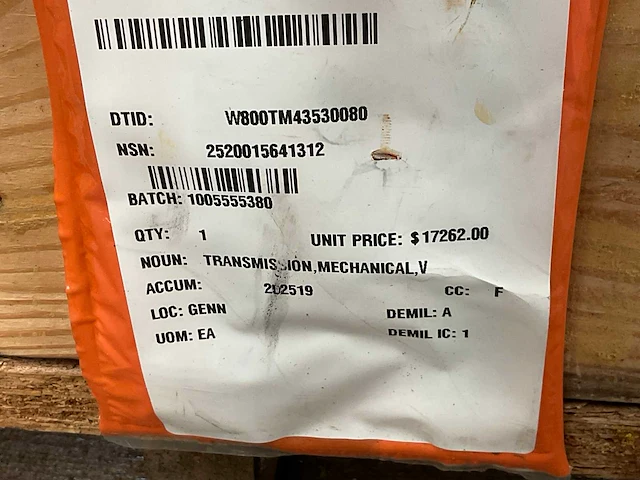 DTID: W800TM43530080
NSN: 2520015641312
BATCH: 1005555380
QTY: 1 UNIT PRICE: $17262.00
NOUN: TRANSMISSION,MECHANICAL,V
ACCUM: 202519 CC: F
LOC: GENN DEMIL: A
UOM: EA DEMIL IC: 1